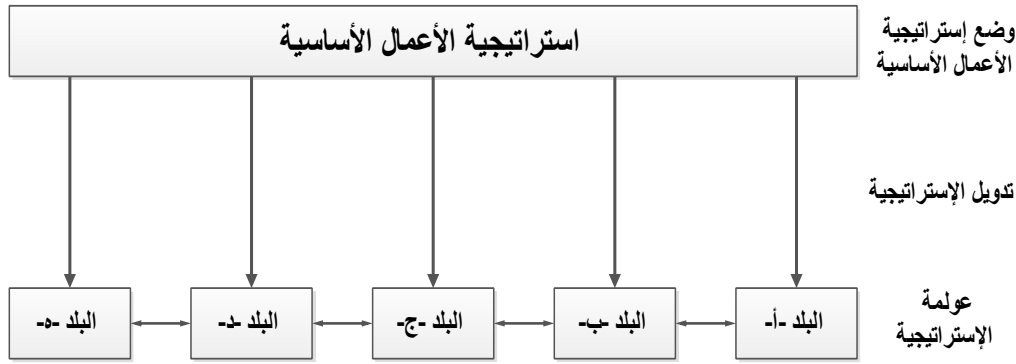 استراتيجية الأعمال الأساسية
وضع إستراتيجية
الأعمال الأساسية
تدويل الإستراتيجية
عولمة
الإستراتيجية
البلد -أ-
البلد -ب-
البلد -ج-
البلد -د-
البلد -ه-